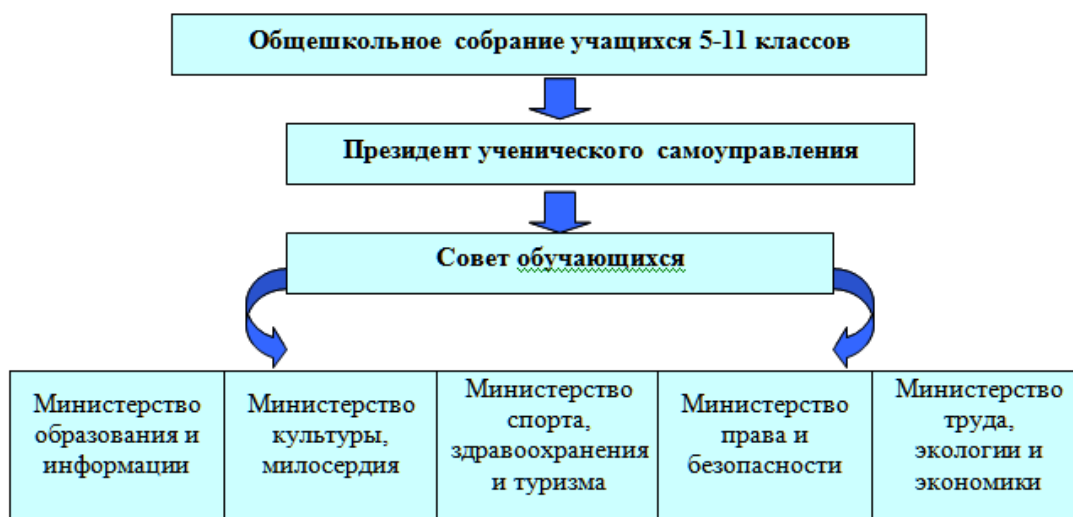 Общешкольное собрание учащихся 5-11 классов
Президент ученического самоуправления
Совет обучающихся
Министерство
образования и
информации
Министерство
культуры,
милосердия
Министерство
спорта,
здравоохранения
и туризма
Министерство
права и
безопасности
Министерство
труда,
экологии и
экономики